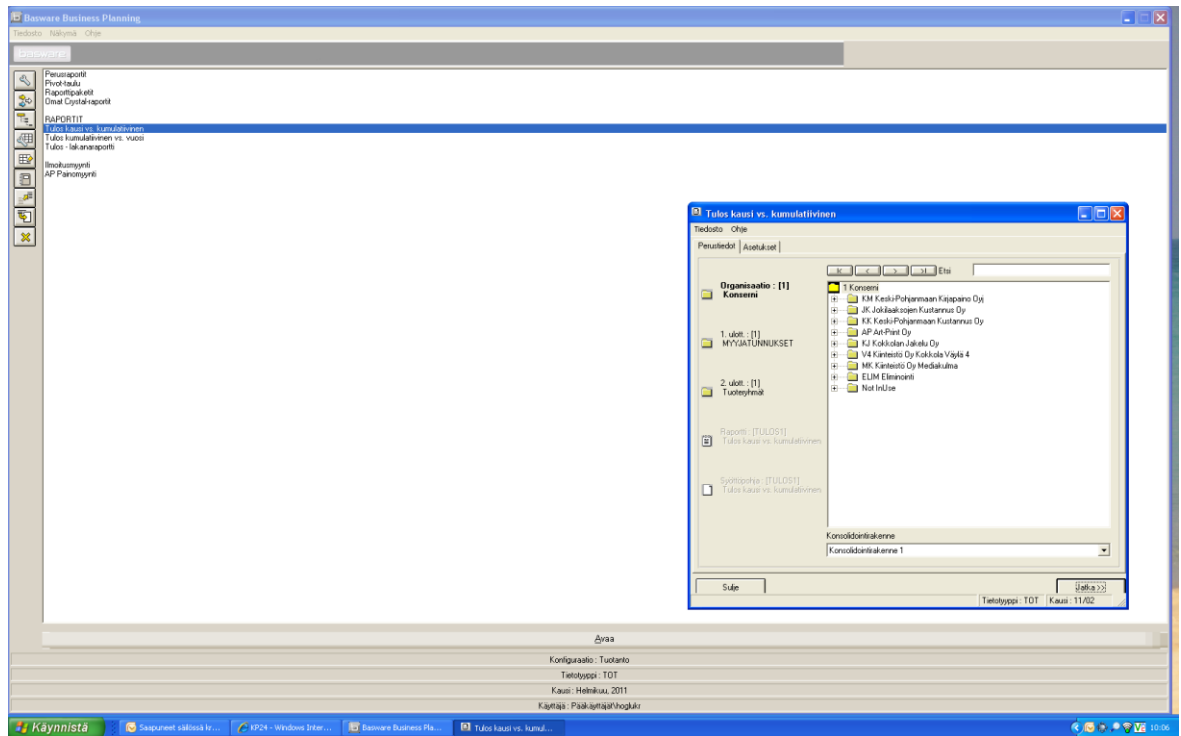 Basware Business Planning
Tiedosto Näkymä Ohje
basware
Perusraportit
Pivot-taulu
Raporttipaketit
Omat Crystal-raportit
RAPORTIT
Tulos kausi vs. kumulatiivinen
Tulos kumulatiivinen vs. vuosi
Tulos - lakanaraportti
Ilmoitusmyynti
AP Painomyynti
Tulos kausi vs. kumulatiivinen
Tiedosto Ohje
Perustiedot Asetukset
K < > >I Etsi
Organisaatio : [1]
Konserni
1. ulott. : [1]
MYYJATUNNUKSET
2. ulott. : [1]
Tuoteryhmät
Raportti : [TULOS1]
Tulos kausi vs. kumulatiivinen
Syöttöpohja : [TULOS1]
Tulos kausi vs. kumulatiivinen
1 Konserni
KM Keski-Pohjanmaan Kirjapaino Oyj
JK Jokilaaksojen Kustannus Oy
KK Keski-Pohjanmaan Kustannus Oy
AP Art-Print Oy
KJ Kokkolan Jakelu Oy
V4 Kiinteistö Oy Kokkola Väylä 4
MK Kiinteistö Oy Mediakulma
ELIM Eliminointi
Not InUse
Konsolidointirakenne
Konsolidointirakenne 1
Sulje Jatka >>
Tietotyyppi : TOT Kausi : 11/02
Avaa
Konfiguraatio : Tuotanto
Tietotyyppi : TOT
Kausi : Helmikuu, 2011
Käyttäjä : Pääkäyttäjät\hoglukr
Käynnistä Saapuneet säilössä kr... KP24 - Windows Inter... Basware Business Pla... Tulos kausi vs. kumul... 10:06